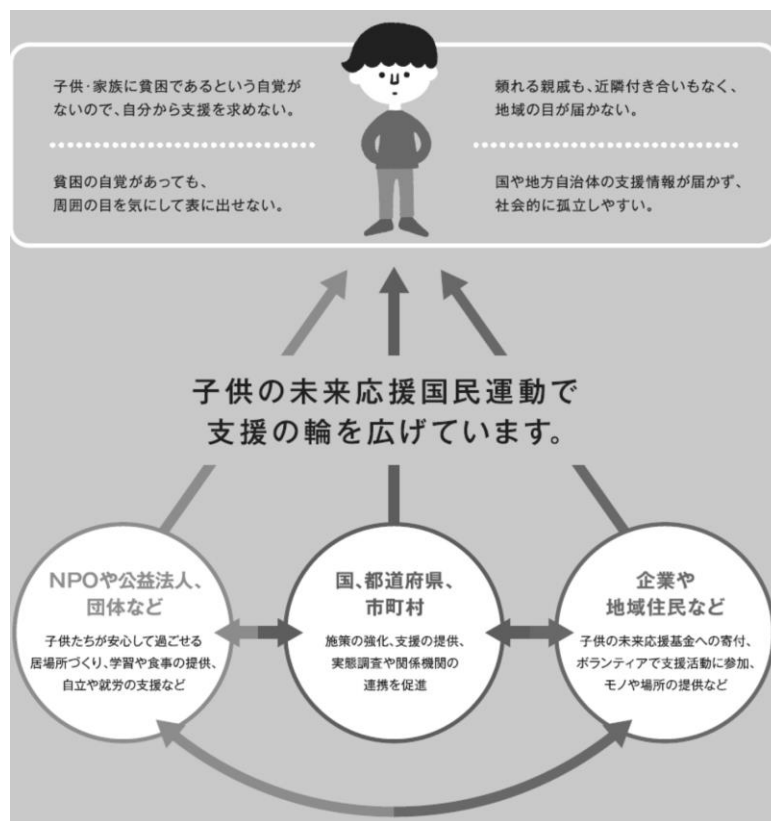 子供・家族に貧困であるという自覚が
ないので、自分から支援を求めない。
貧困の自覚があっても、
周囲の目を気にして表に出せない。
頼れる親戚も、近隣付き合いもなく、
地域の目が届かない。
国や地方自治体の支援情報が届かず、
社会的に孤立しやすい。
子供の未来応援国民運動で
支援の輪を広げています。
NPOや公益法人、
団体など
子供たちが安心して過ごせる
居場所づくり、学習や食事の提供、
自立や就労の支援など
国、都道府県、
市町村
施策の強化、支援の提供、
実態調査や関係機関の
連携を促進
企業や
地域住民など
子供の未来応援基金への寄付、
ボランティアで支援活動に参加、
モノや場所の提供など